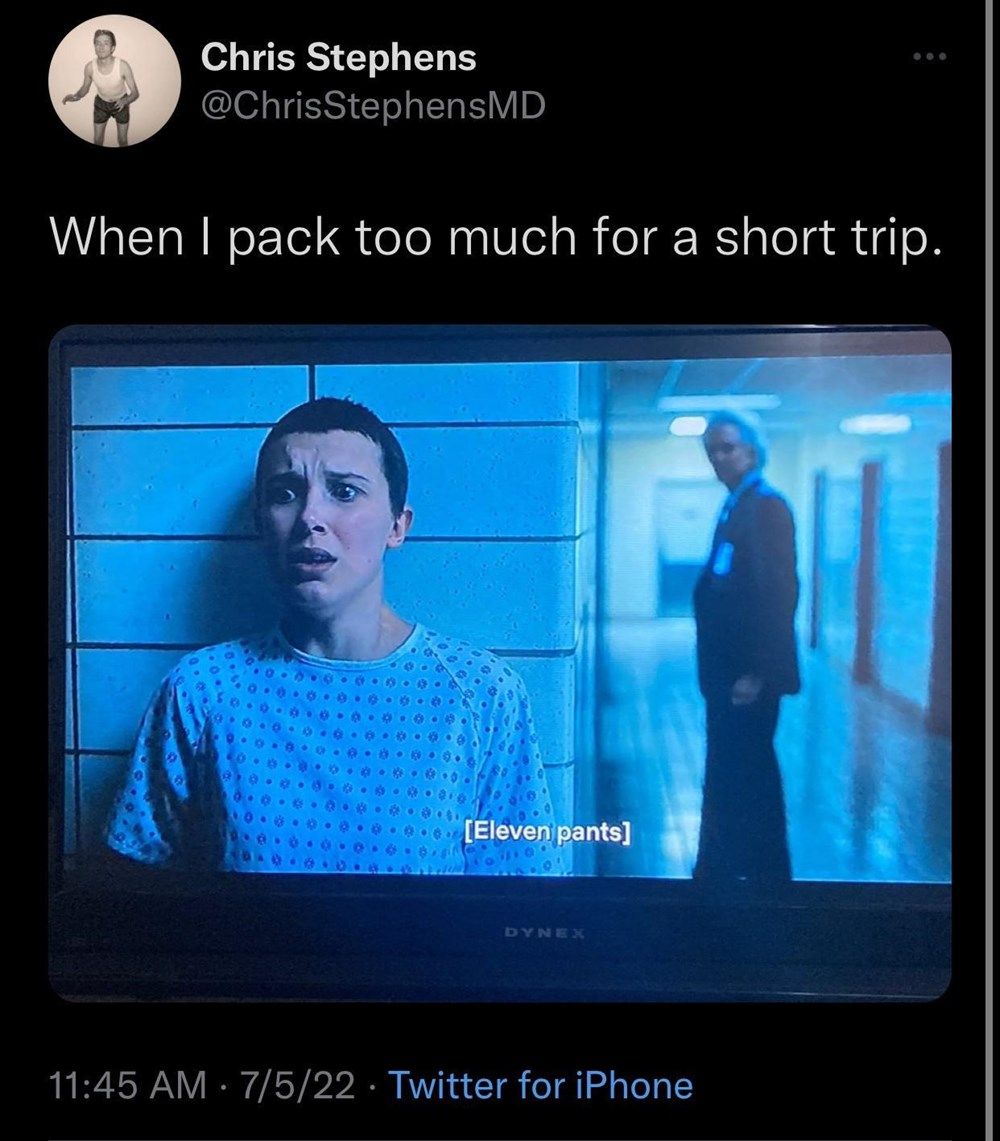 Chris Stephens
@ChrisStephensMD
When I pack too much for a short trip.
[Eleven pants]
DYNEX
11:45 AM · 7/5/22 · Twitter for iPhone